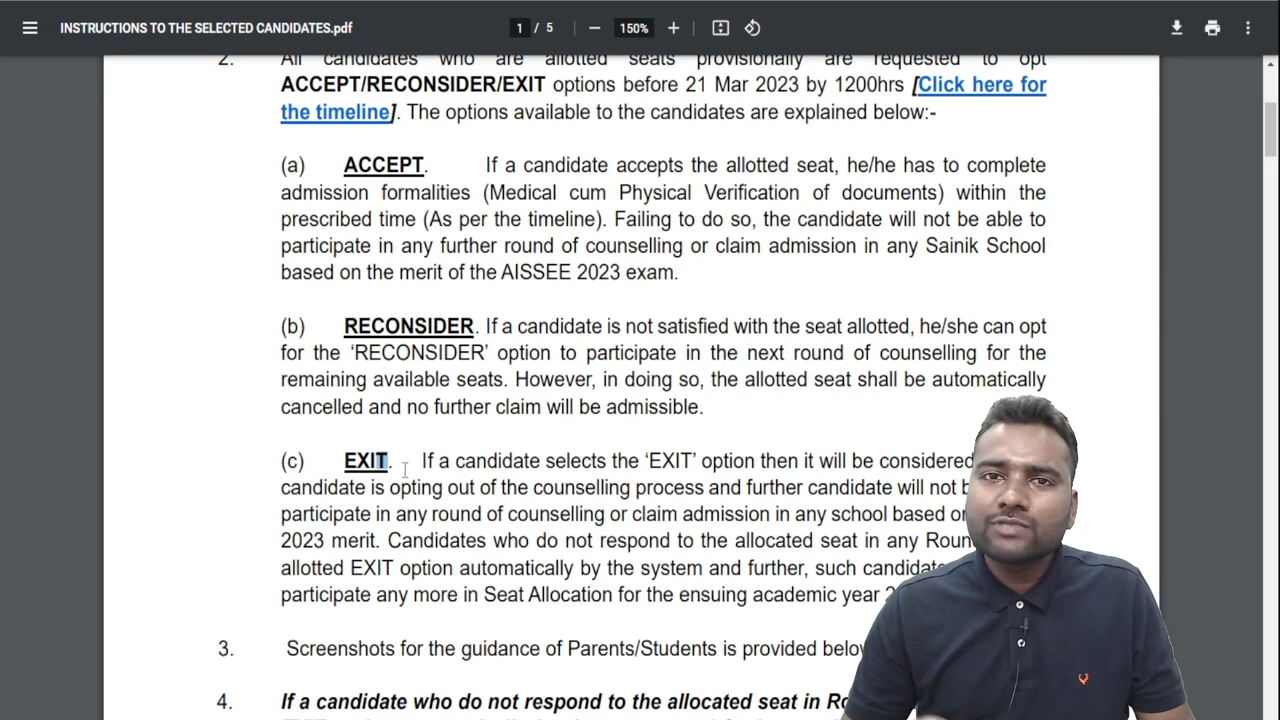 INSTRUCTIONS TO THE SELECTED CANDIDATES.pdf
1 / 5
150%
2. All candidates who are allotted seats provisionally are requested to opt
ACCEPT/RECONSIDER/EXIT options before 21 Mar 2023 by 1200hrs [Click here for
the timeline]. The options available to the candidates are explained below:-
(a) ACCEPT. If a candidate accepts the allotted seat, he/he has to complete
admission formalities (Medical cum Physical Verification of documents) within the
prescribed time (As per the timeline). Failing to do so, the candidate will not be able to
participate in any further round of counselling or claim admission in any Sainik School
based on the merit of the AISSEE 2023 exam.
(b) RECONSIDER. If a candidate is not satisfied with the seat allotted, he/she can opt
for the ‘RECONSIDER’ option to participate in the next round of counselling for the
remaining available seats. However, in doing so, the allotted seat shall be automatically
cancelled and no further claim will be admissible.
(c) EXIT. If a candidate selects the ‘EXIT’ option then it will be considered
candidate is opting out of the counselling process and further candidate will not
participate in any round of counselling or claim admission in any school based
2023 merit. Candidates who do not respond to the allocated seat in any
allotted EXIT option automatically by the system and further, such
participate any more in Seat Allocation for the ensuing academic year
3. Screenshots for the guidance of Parents/Students is provided
4. If a candidate who do not respond to the allocated seat in